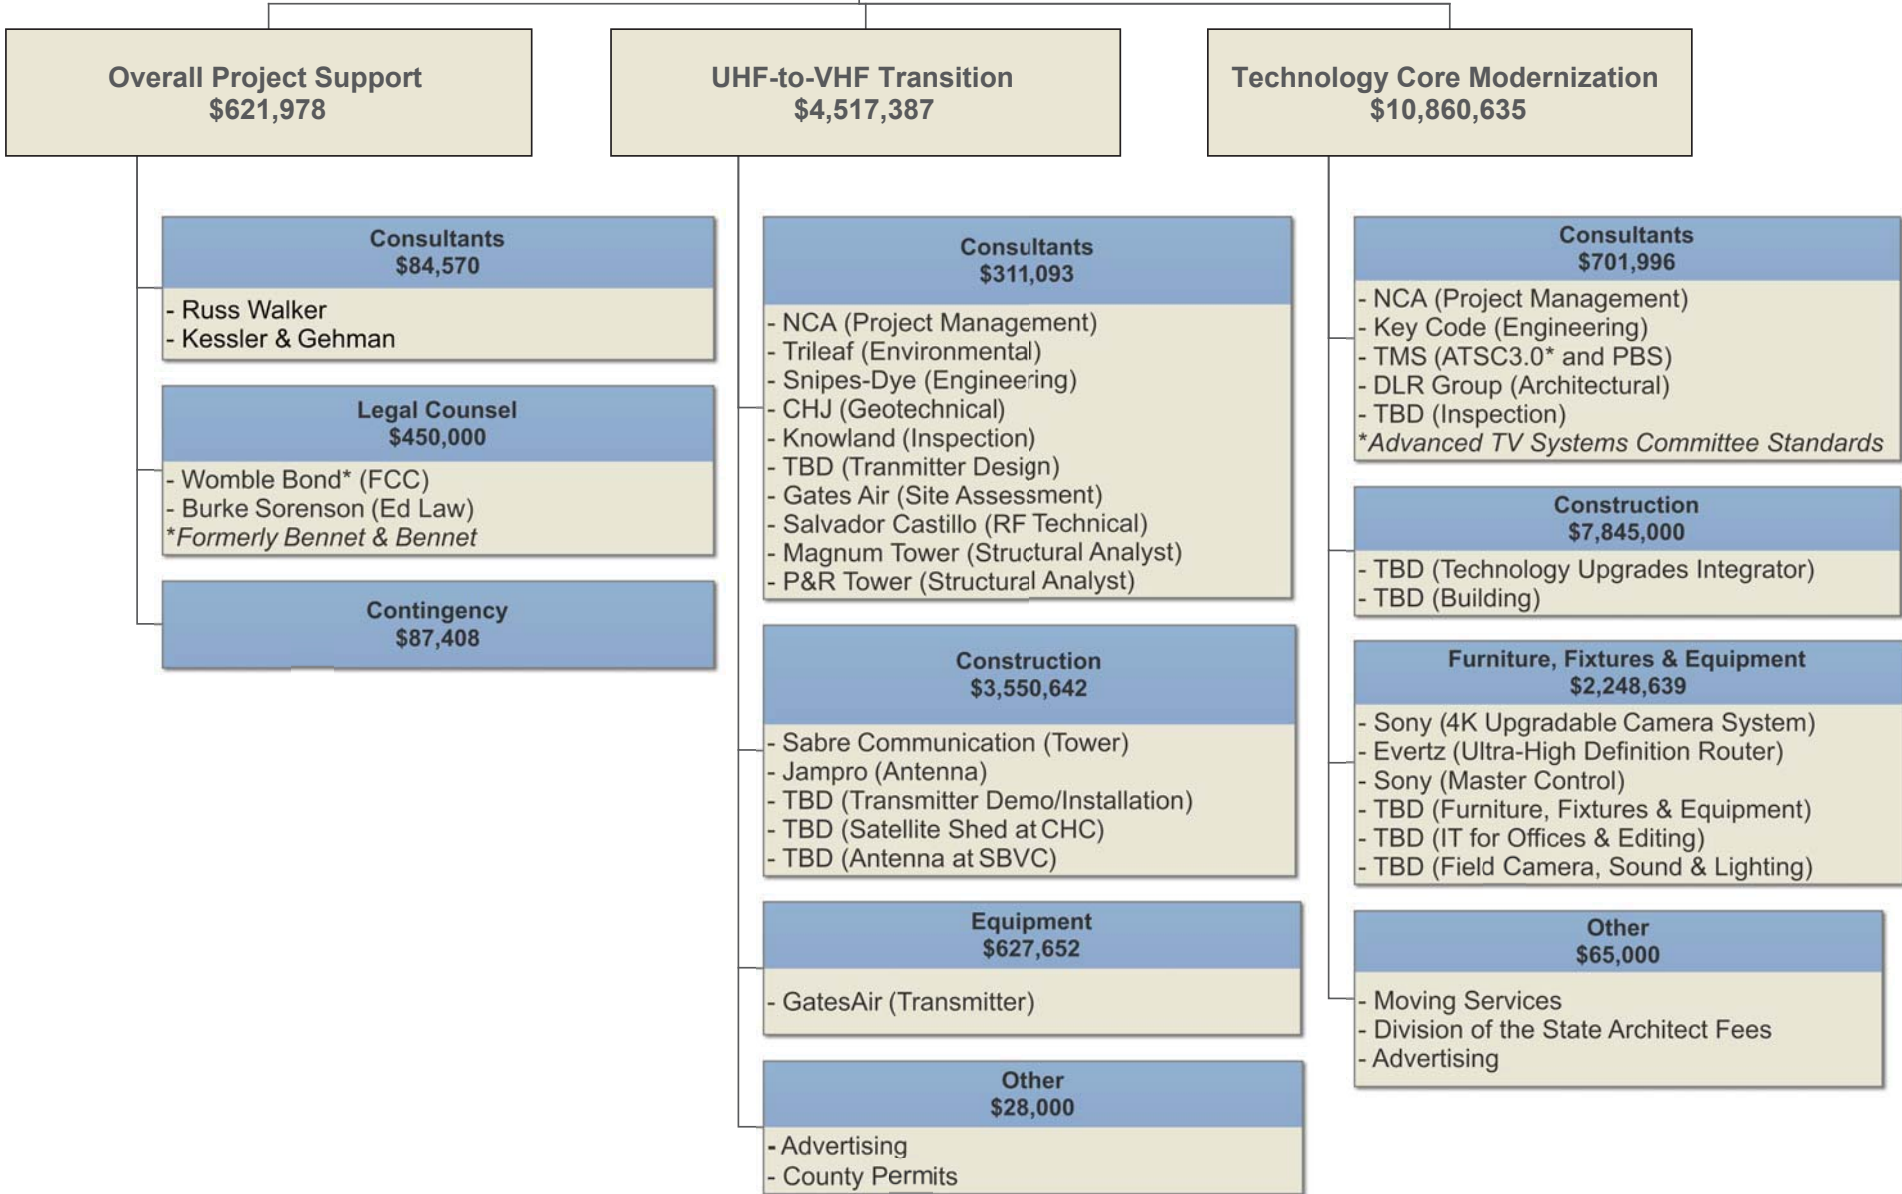 Overall Project Support
$621,978
UHF-to-VHF Transition
$4,517,387
Technology Core Modernization
$10,860,635
Consultants
$84,570
- Russ Walker
- Kessler & Gehman
Legal Counsel
$450,000
- Womble Bond* (FCC)
- Burke Sorenson (Ed Law)
*Formerly Bennet & Bennet
Contingency
$87,408
Consultants
$311,093
- NCA (Project Management)
- Trileaf (Environmental)
- Snipes-Dye (Engineering)
- CHJ (Geotechnical)
- Knowland (Inspection)
- TBD (Tranmitter Design)
- Gates Air (Site Assessment)
- Salvador Castillo (RF Technical)
- Magnum Tower (Structural Analyst)
- P&R Tower (Structural Analyst)
Construction
$3,550,642
- Sabre Communication (Tower)
- Jampro (Antenna)
- TBD (Transmitter Demo/Installation)
- TBD (Satellite Shed at CHC)
- TBD (Antenna at SBVC)
Equipment
$627,652
- GatesAir (Transmitter)
Other
$28,000
- Advertising
- County Permits
Consultants
$701,996
- NCA (Project Management)
- Key Code (Engineering)
- TMS (ATSC3.0* and PBS)
- DLR Group (Architectural)
- TBD (Inspection)
*Advanced TV Systems Committee Standards
Construction
$7,845,000
- TBD (Technology Upgrades Integrator)
- TBD (Building)
Furniture, Fixtures & Equipment
$2,248,639
- Sony (4K Upgradable Camera System)
- Evertz (Ultra-High Definition Router)
- Sony (Master Control)
- TBD (Furniture, Fixtures & Equipment)
- TBD (IT for Offices & Editing)
- TBD (Field Camera, Sound & Lighting)
Other
$65,000
- Moving Services
- Division of the State Architect Fees
- Advertising